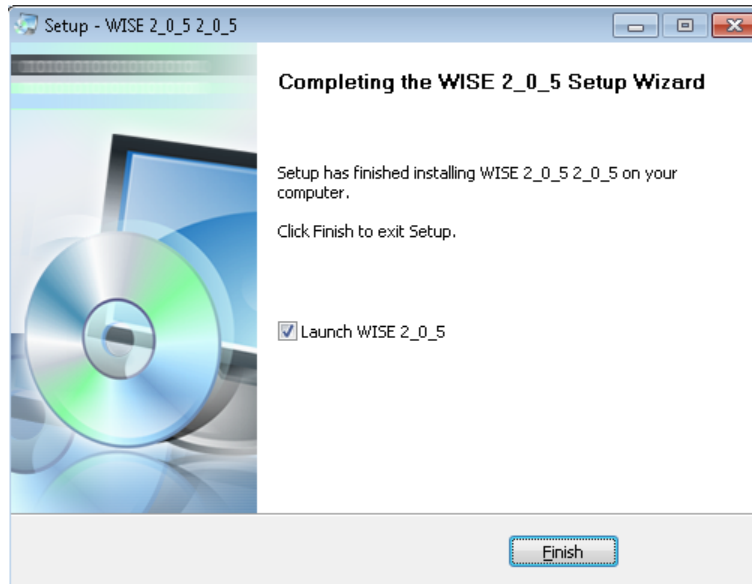 Setup - WISE 2_0_5 2_0_5
Completing the WISE 2_0_5 Setup Wizard
Setup has finished installing WISE 2_0_5 2_0_5 on your
computer.
Click Finish to exit Setup.
Launch WISE 2_0_5
Finish